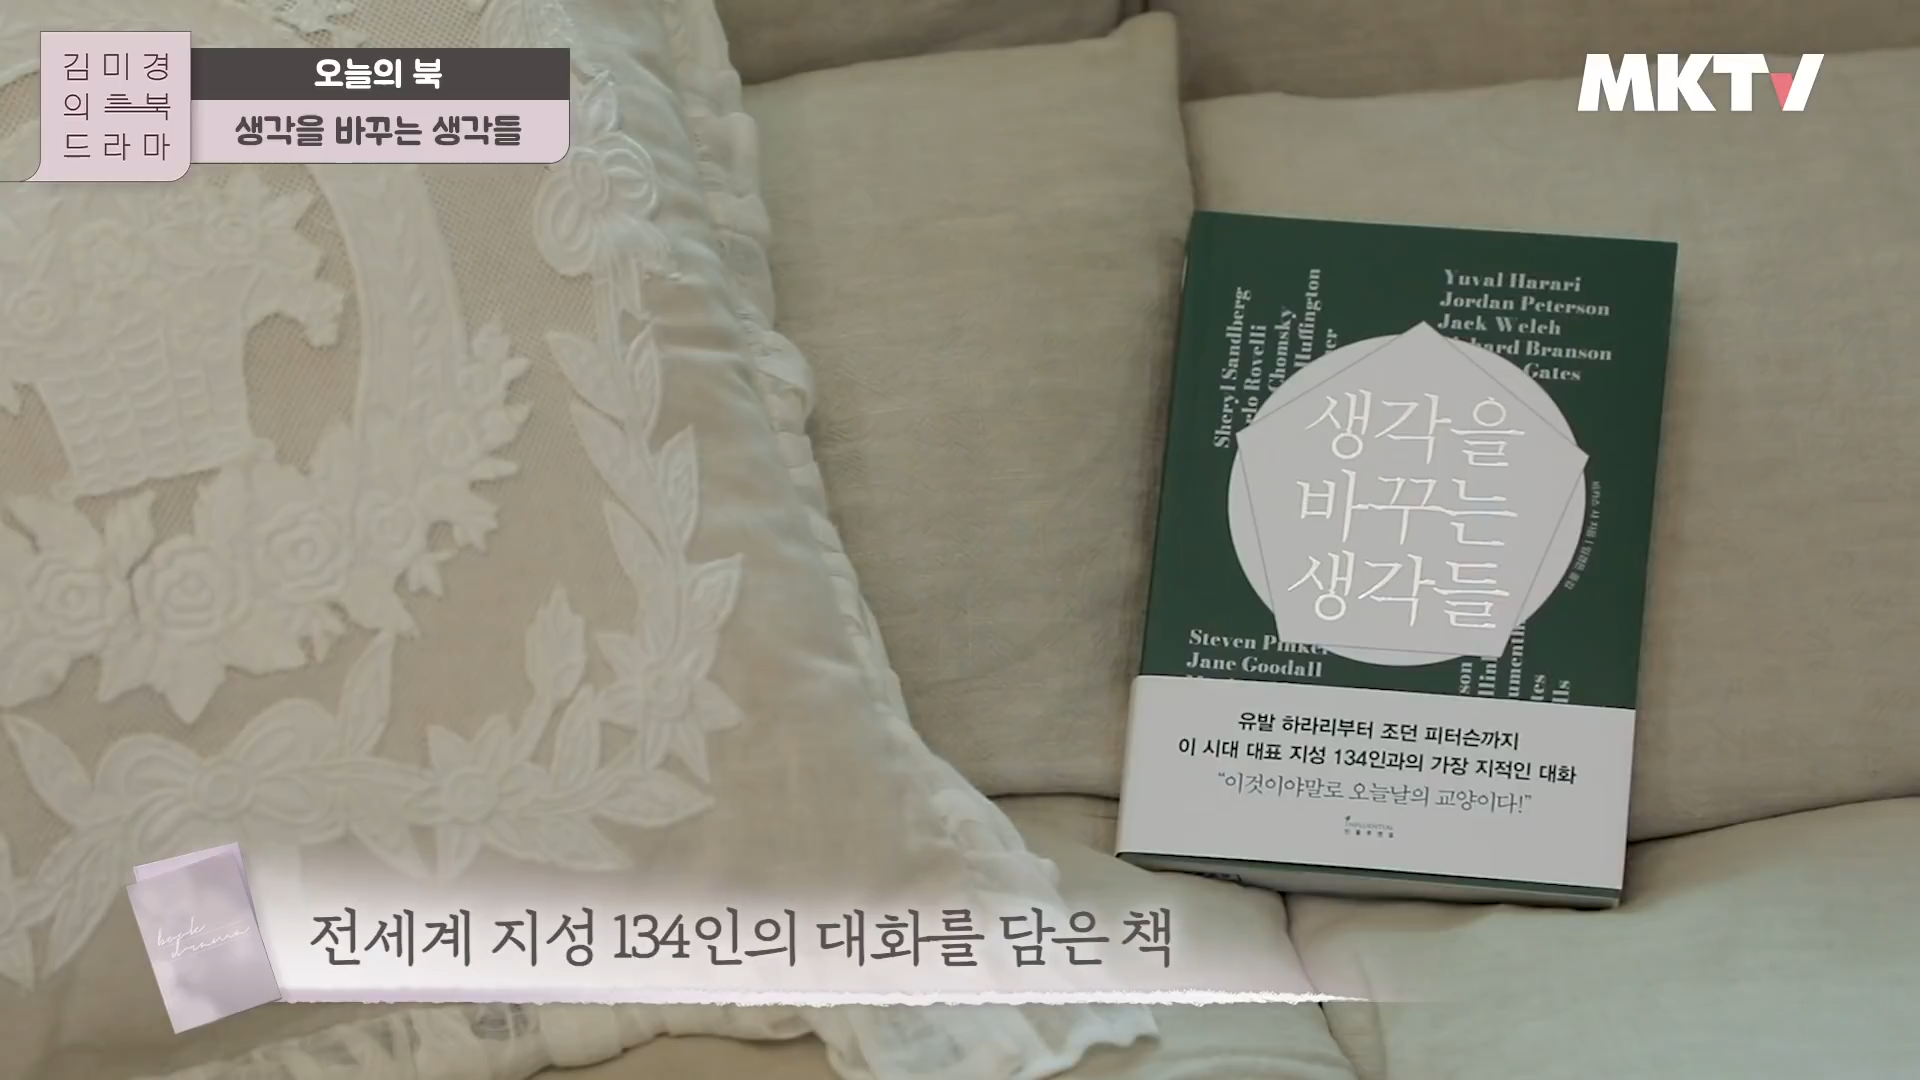 김미경
의 북
드라마
오늘의 북
생각을 바꾸는 생각들
MKTV
Yuval Harari
Jordan Peterson
Jack Welch
Branson
Gates
Sheryl Sandberg
Rovelli
Chomsky
Huffington
생각을
바꾸는
생각들
Steven Pinker
Jane Goodall
유발 하라리부터 조던 피터슨까지
이 시대 대표 지성 134인과의 가장 지적인 대화
“이것이야말로 오늘날의 교양이다!”
book
drama
전세계 지성 134인의 대화를 담은 책